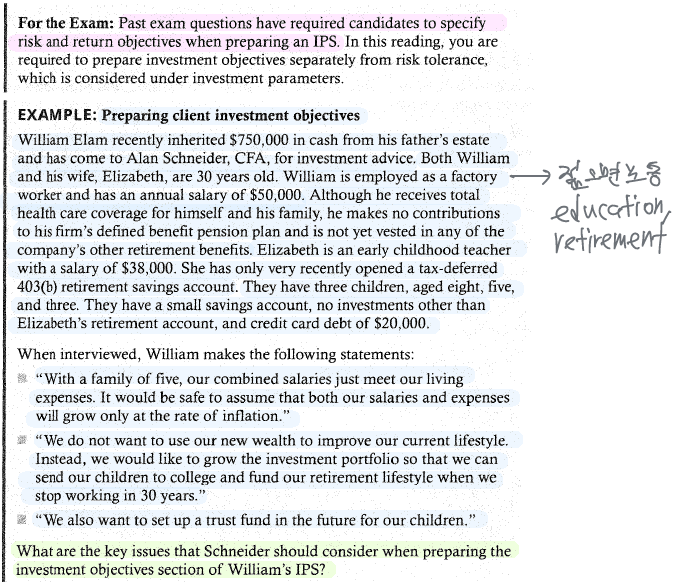 For the Exam: Past exam questions have required candidates to specify
risk and return objectives when preparing an IPS. In this reading, you are
required to prepare investment objectives separately from risk tolerance,
which is considered under investment parameters.
EXAMPLE: Preparing client investment objectives
William Elam recently inherited $750,000 in cash from his father's estate
and has come to Alan Schneider, CFA, for investment advice. Both William
and his wife, Elizabeth, are 30 years old. William is employed as a factory
worker and has an annual salary of $50,000. Although he receives total
health care coverage for himself and his family, he makes no contributions
to his firm's defined benefit pension plan and is not yet vested in any of the
company's other retirement benefits. Elizabeth is an early childhood teacher
with a salary of $38,000. She has only very recently opened a tax-deferred
403(b) retirement savings account. They have three children, aged eight, five,
and three. They have a small savings account, no investments other than
Elizabeth's retirement account, and credit card debt of $20,000.
→
education,
retirement
When interviewed, William makes the following statements:
"With a family of five, our combined salaries just meet our living
expenses. It would be safe to assume that both our salaries and expenses
will grow only at the rate of inflation."
"We do not want to use our new wealth to improve our current lifestyle.
Instead, we would like to grow the investment portfolio so that we can
send our children to college and fund our retirement lifestyle when we
stop working in 30 years."
"We also want to set up a trust fund in the future for our children."
What are the key issues that Schneider should consider when preparing the
investment objectives section of William's IPS?